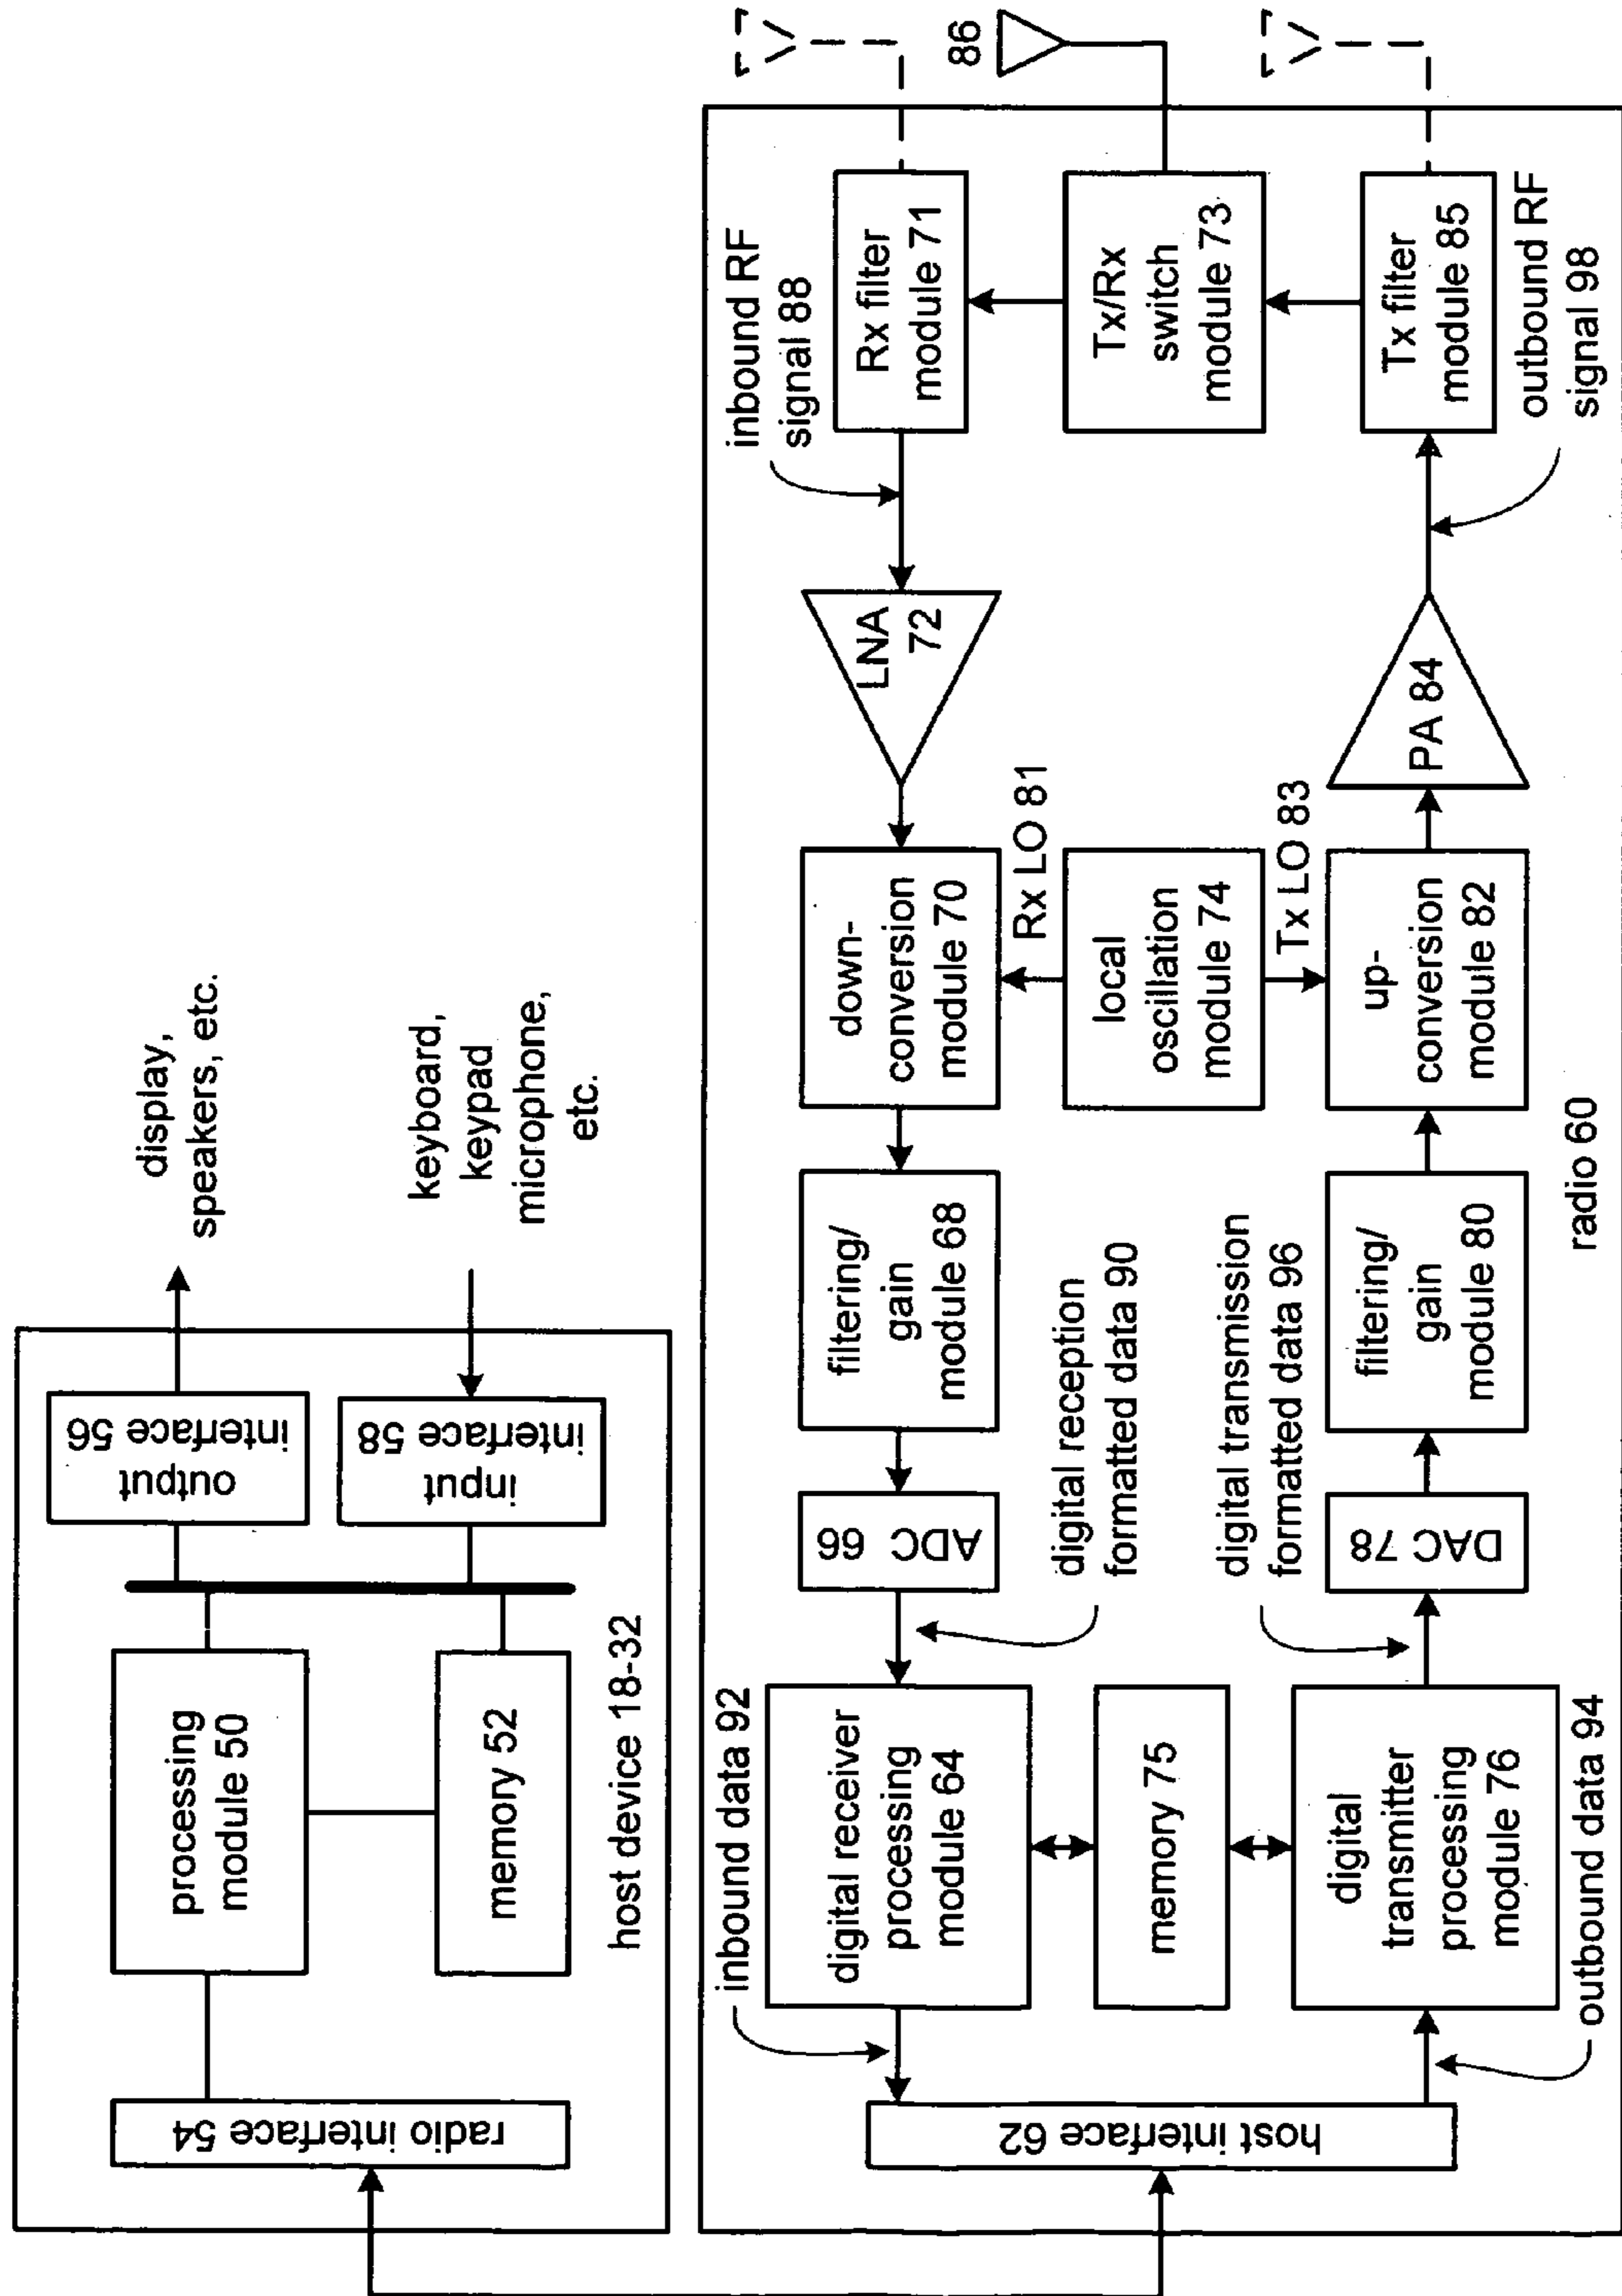 radio interface 54
processing
module 50
memory 52
output
interface 56
input
interface 58
display,
speakers, etc.
keyboard,
keypad
microphone,
etc.
host device 18-32
host interface 62
inbound data 92
digital receiver
processing
module 64
memory 75
digital
transmitter
processing
module 76
outbound data 94
ADC 66
digital reception
formatted data 90
digital transmission
formatted data 96
DAC 78
filtering/
gain
module 68
filtering/
gain
module 80
radio 60
down-
conversion
module 70
Rx LO 81
local
oscillation
module 74
Tx LO 83
up-
conversion
module 82
LNA
72
PA 84
inbound RF
signal 88
Rx filter
module 71
Tx/Rx
switch
module 73
Tx filter
module 85
outbound RF
signal 98
86